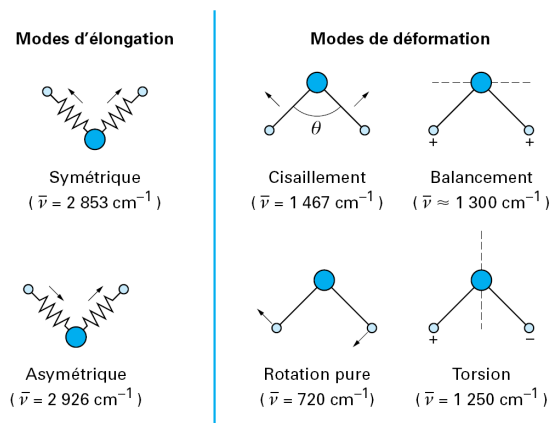 Modes d'élongation
Symétrique
( ν̅ = 2 853 cm⁻¹ )
Asymétrique
( ν̅ = 2 926 cm⁻¹ )
Modes de déformation
θ
+ +
Cisaillement Balancement
( ν̅ = 1 467 cm⁻¹ ) ( ν̅ ≈ 1 300 cm⁻¹ )
+ −
Rotation pure Torsion
( ν̅ = 720 cm⁻¹ ) ( ν̅ = 1 250 cm⁻¹ )